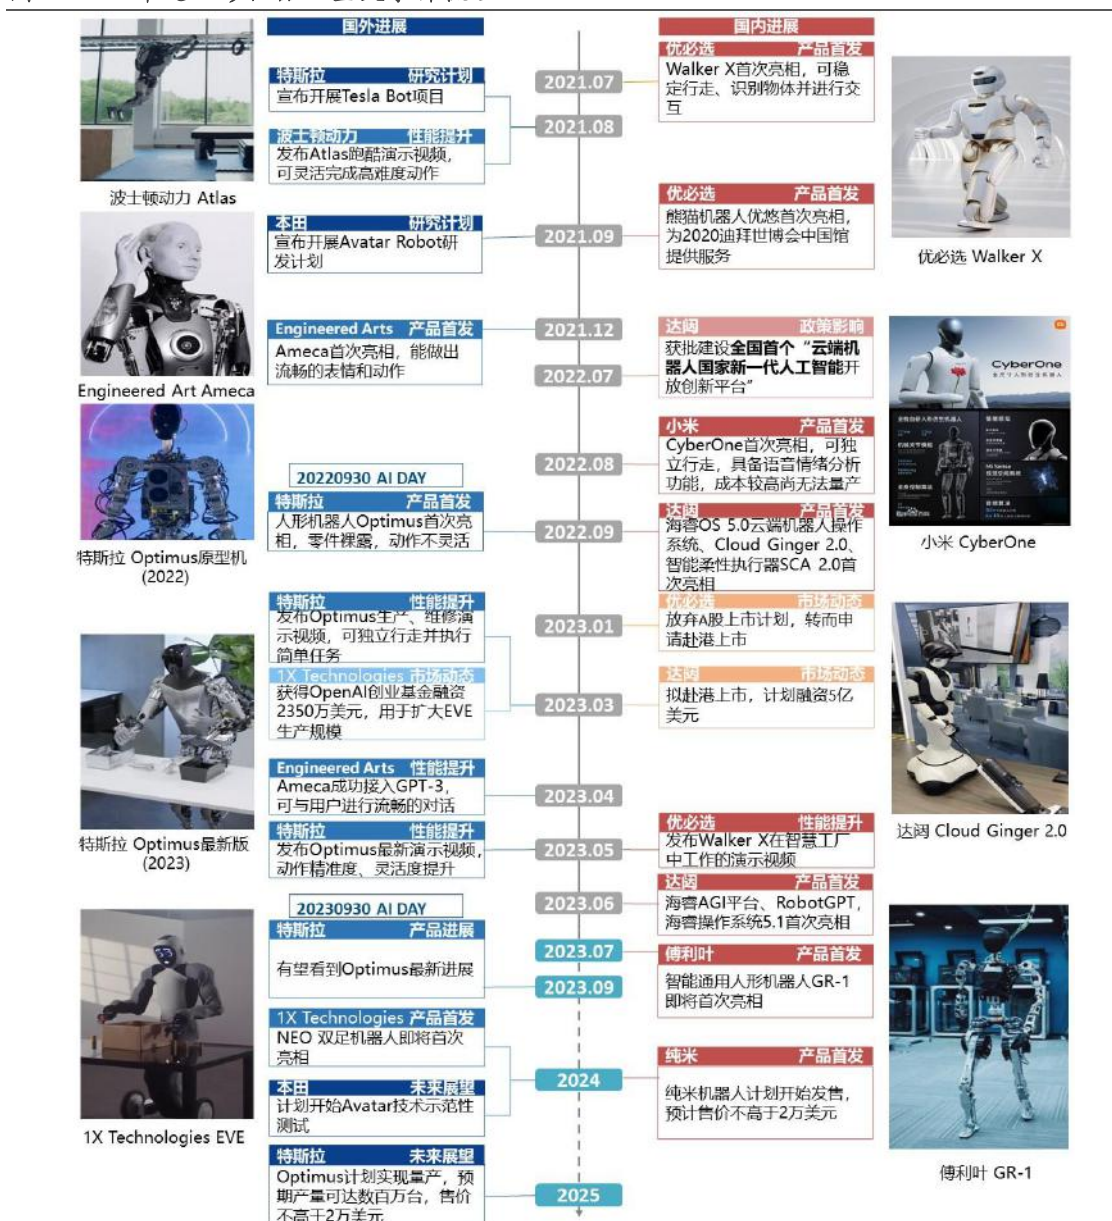 国外进展
国内进展
特斯拉 研究计划
宣布开展Tesla Bot项目
波士顿动力 性能提升
发布Atlas跑酷演示视频,
可灵活完成高难度动作
波士顿动力 Atlas
2021.07
2021.08
优必选 产品首发
Walker X首次亮相，可稳
定行走、识别物体并进行交
互
优必选 Walker X
本田 研究计划
宣布开展Avatar Robot研
发计划
2021.09
优必选 产品首发
熊猫机器人优悠首次亮相，
为2020迪拜世博会中国馆
提供服务
Engineered Arts 产品首发
Ameca首次亮相，能做出
流畅的表情和动作
Engineered Art Ameca
2021.12
2022.07
达闼 政策影响
获批建设全国首个“云端机
器人国家新一代人工智能开
放创新平台”
CyberOne
20220930 AI DAY
特斯拉 产品首发
人形机器人Optimus首次亮
相，零件裸露，动作不灵活
特斯拉 Optimus原型机
(2022)
2022.08
2022.09
小米 产品首发
CyberOne首次亮相，可独
立行走，具备语音情绪分析
功能，成本较高尚无法量产
达闼 产品首发
海睿OS 5.0云端机器人操作
系统、Cloud Ginger 2.0、
智能柔性执行器SCA 2.0首
次亮相
小米 CyberOne
特斯拉 性能提升
发布Optimus生产、维修演
示视频，可独立行走并执行
简单任务
1X Technologies 市场动态
获得OpenAI创业基金融资
2350万美元，用于扩大EVE
生产规模
2023.01
2023.03
优必选 市场动态
放弃A股上市计划，转而申
请赴港上市
达闼 市场动态
拟赴港上市，计划融资5亿
美元
Engineered Arts 性能提升
Ameca成功接入GPT-3,
可与用户进行流畅的对话
特斯拉 性能提升
发布Optimus最新演示视频,
动作精准度、灵活度提升
特斯拉 Optimus最新版
(2023)
2023.04
2023.05
优必选 性能提升
发布Walker X在智慧工厂
中工作的演示视频
达闼 Cloud Ginger 2.0
20230930 AI DAY
特斯拉 产品进展
有望看到Optimus最新进展
2023.06
2023.07
2023.09
达闼 产品首发
海睿AGI平台、RobotGPT,
海睿操作系统5.1首次亮相
傅利叶 产品首发
智能通用人形机器人GR-1
即将首次亮相
1X Technologies 产品首发
NEO 双足机器人即将首次
亮相
本田 未来展望
计划开始Avatar技术示范性
测试
1X Technologies EVE
2024
纯米 产品首发
纯米机器人计划开始发售，
预计售价不高于2万美元
傅利叶 GR-1
特斯拉 未来展望
Optimus计划实现量产，预
期产量可达数百万台，售价
不高于2万美元
2025